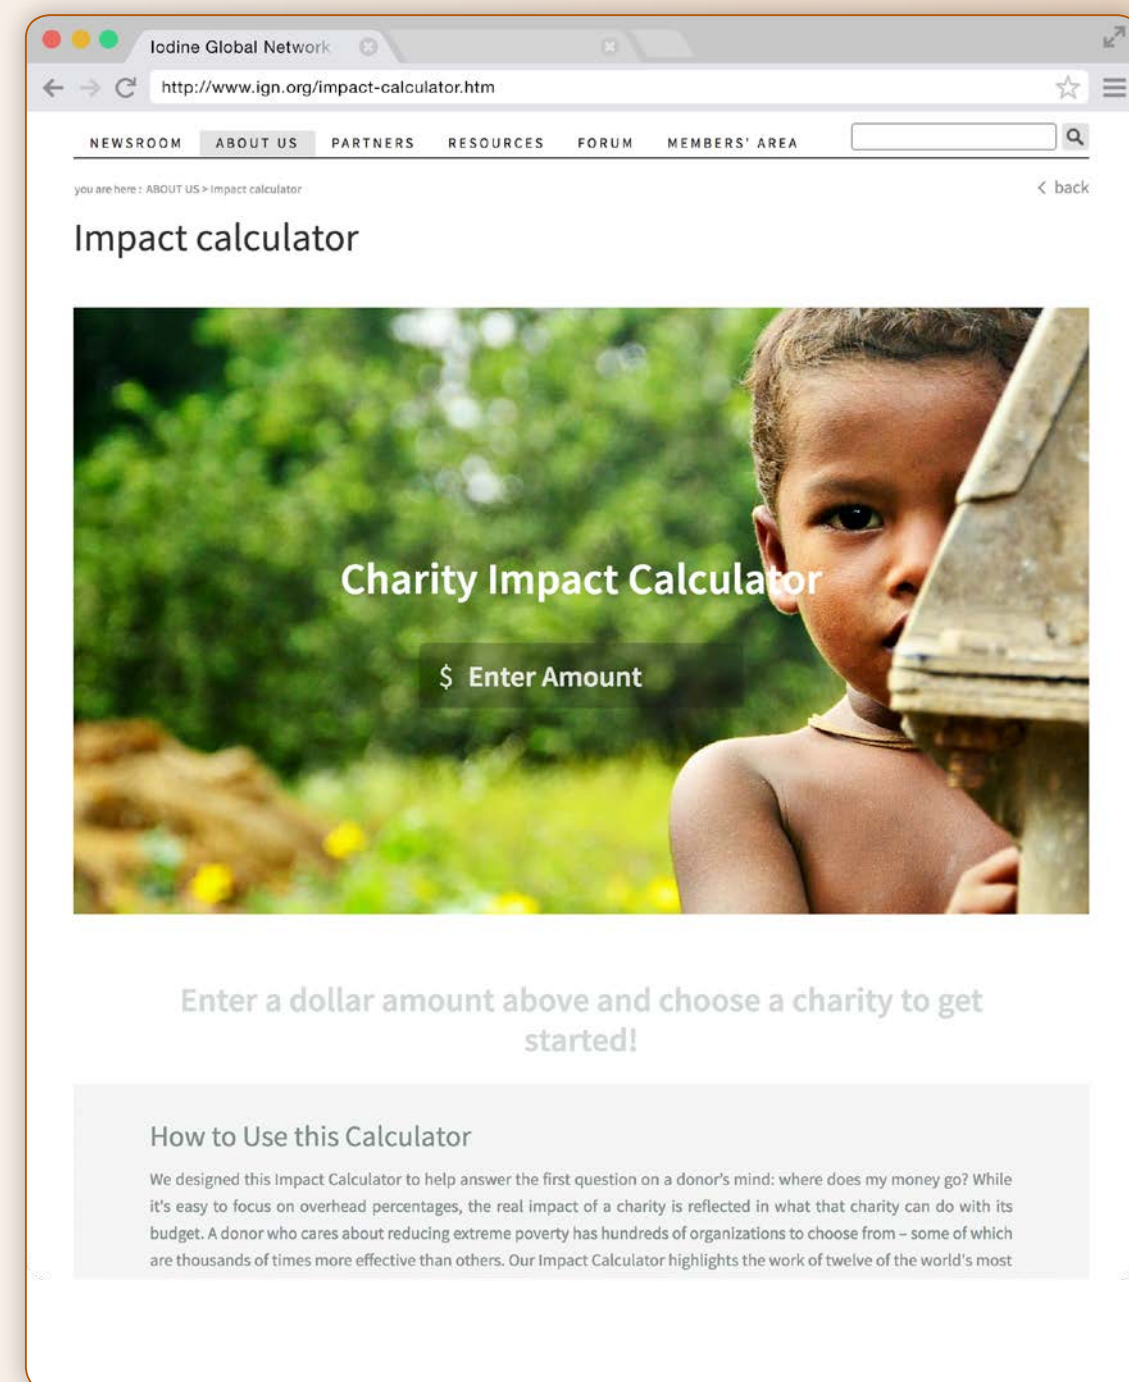 Iodine Global Network
http://www.ign.org/impact-calculator.htm
NEWSROOM ABOUT US PARTNERS RESOURCES FORUM MEMBERS' AREA
you are here : ABOUT US > Impact calculator
< back
Impact calculator
Charity Impact Calculator
$ Enter Amount
Enter a dollar amount above and choose a charity to get
started!
How to Use this Calculator
We designed this Impact Calculator to help answer the first question on a donor's mind: where does my money go? While
it's easy to focus on overhead percentages, the real impact of a charity is reflected in what that charity can do with its
budget. A donor who cares about reducing extreme poverty has hundreds of organizations to choose from – some of which
are thousands of times more effective than others. Our Impact Calculator highlights the work of twelve of the world's most